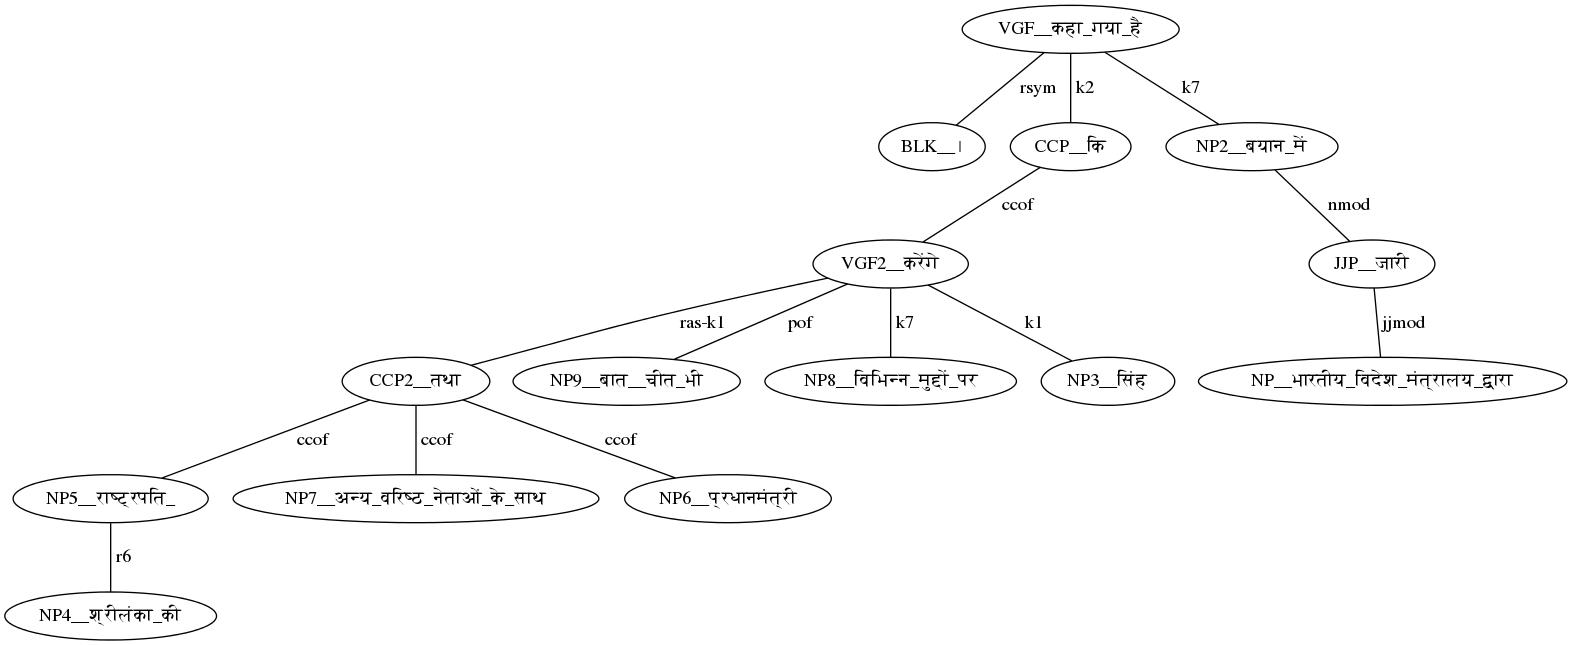 VGF__कहा_गया_है
rsym k2 k7
BLK__। CCP__कि NP2__बयान_में
ccof nmod
VGF2__करेंगे JJP__जारी
ras-k1 pof k7 k1 jjmod
CCP2__तथा NP9__बात__चीत_भी NP8__विभिन्न_मुद्दों_पर NP3__सिंह NP__भारतीय_विदेश_मंत्रालय_द्वारा
ccof ccof ccof
NP5__राष्ट्रपति_ NP7__अन्य_वरिष्ठ_नेताओं_के_साथ NP6__प्रधानमंत्री
r6
NP4__श्रीलंका_की